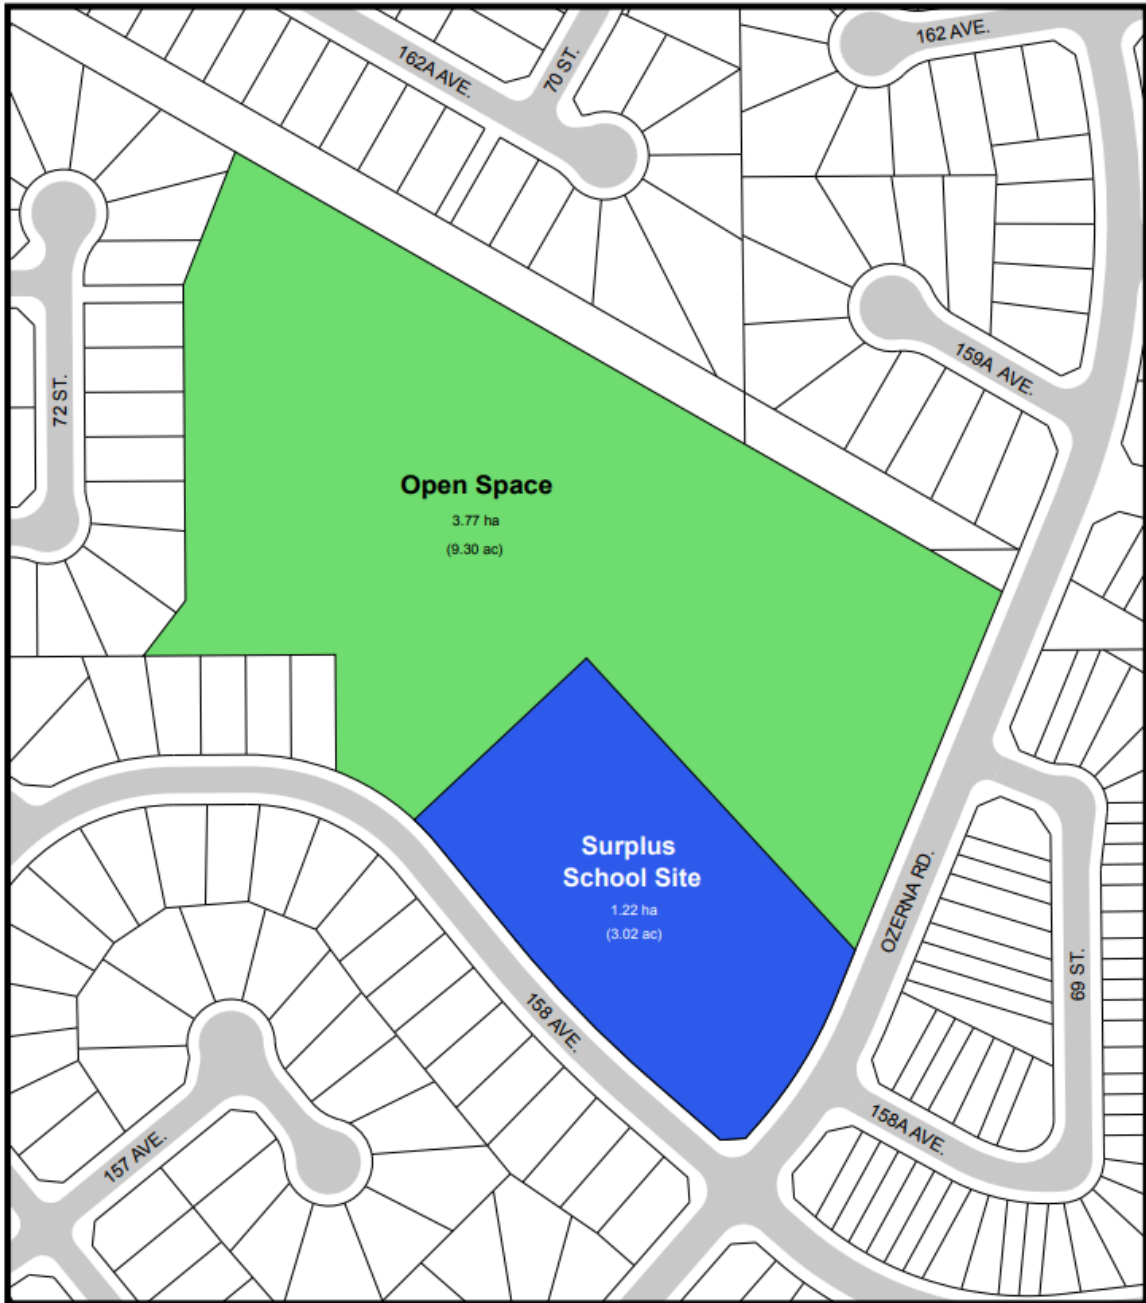 162 AVE.
162A AVE.
70 ST.
159A AVE.
72 ST.
Open Space
3.77 ha
(9.30 ac)
Surplus
School Site
1.22 ha
(3.02 ac)
OZERNA RD.
69 ST.
158 AVE.
158A AVE.
157 AVE.